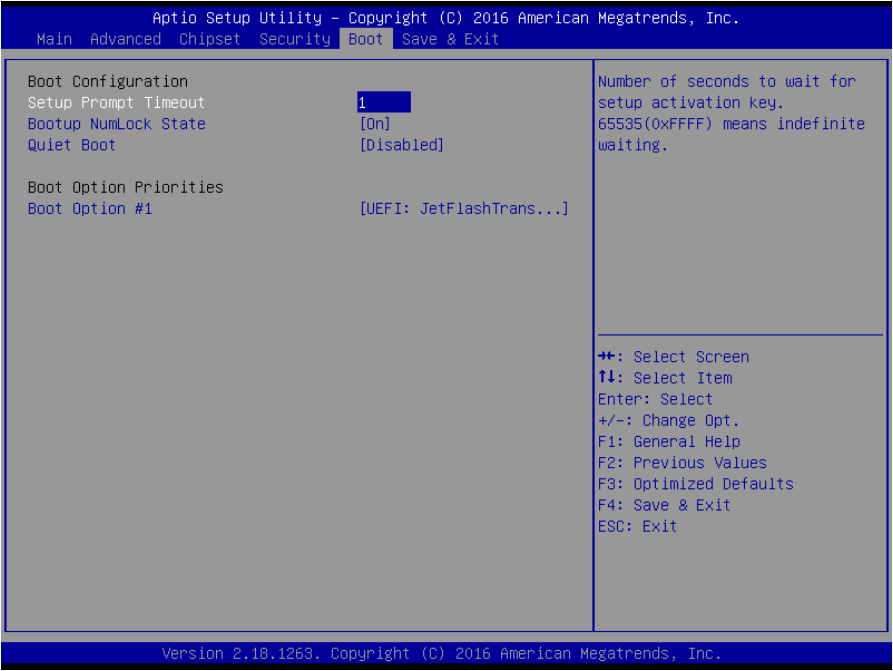 Aptio Setup Utility – Copyright (C) 2016 American Megatrends, Inc.
Main Advanced Chipset Security Boot Save & Exit
Boot Configuration
Setup Prompt Timeout 1
Bootup NumLock State [On]
Quiet Boot [Disabled]
Boot Option Priorities
Boot Option #1 [UEFI: JetFlashTrans...]
Number of seconds to wait for
setup activation key.
65535(0xFFFF) means indefinite
waiting.
→←: Select Screen
↑↓: Select Item
Enter: Select
+/-: Change Opt.
F1: General Help
F2: Previous Values
F3: Optimized Defaults
F4: Save & Exit
ESC: Exit
Version 2.18.1263. Copyright (C) 2016 American Megatrends, Inc.